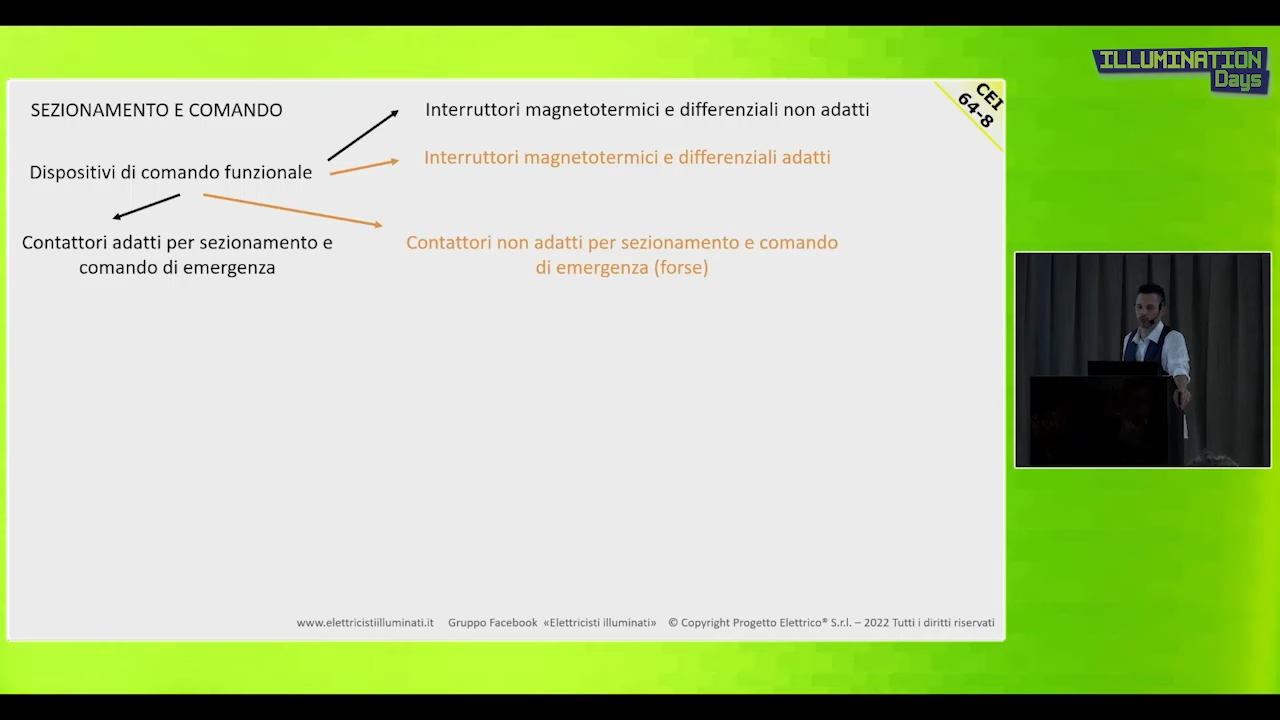 ILLUMINATION
Days
SEZIONAMENTO E COMANDO
Interruttori magnetotermici e differenziali non adatti
CEI
64-8
Interruttori magnetotermici e differenziali adatti
Dispositivi di comando funzionale
Contattori adatti per sezionamento e
comando di emergenza
Contattori non adatti per sezionamento e comando
di emergenza (forse)
www.elettricistiilluminati.it Gruppo Facebook «Elettricisti illuminati» © Copyright Progetto Elettrico® S.r.l. – 2022 Tutti i diritti riservati